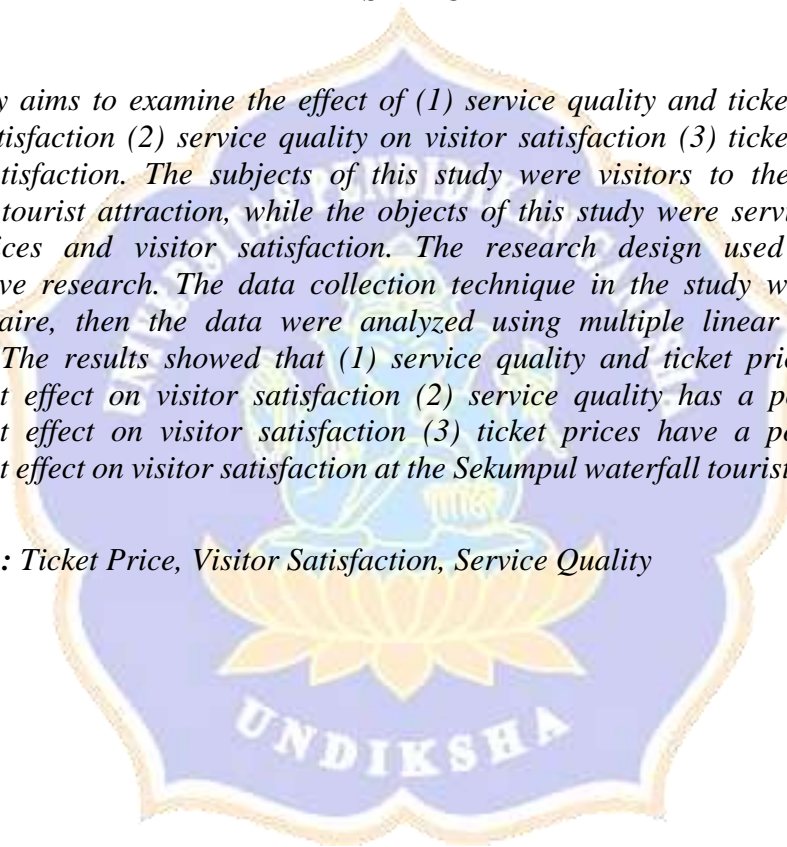 y aims to examine the effect of (1) service quality and ticke
tisfaction (2) service quality on visitor satisfaction (3) ticke
tisfaction. The subjects of this study were visitors to the
tourist attraction, while the objects of this study were servi
ces and visitor satisfaction. The research design used
ve research. The data collection technique in the study w
aire, then the data were analyzed using multiple linear
The results showed that (1) service quality and ticket pric
t effect on visitor satisfaction (2) service quality has a p
t effect on visitor satisfaction (3) ticket prices have a p
t effect on visitor satisfaction at the Sekumpul waterfall tourist
: Ticket Price, Visitor Satisfaction, Service Quality
UNIVERSITAS PENDIDIKAN GANESHA
UNDIKSHA